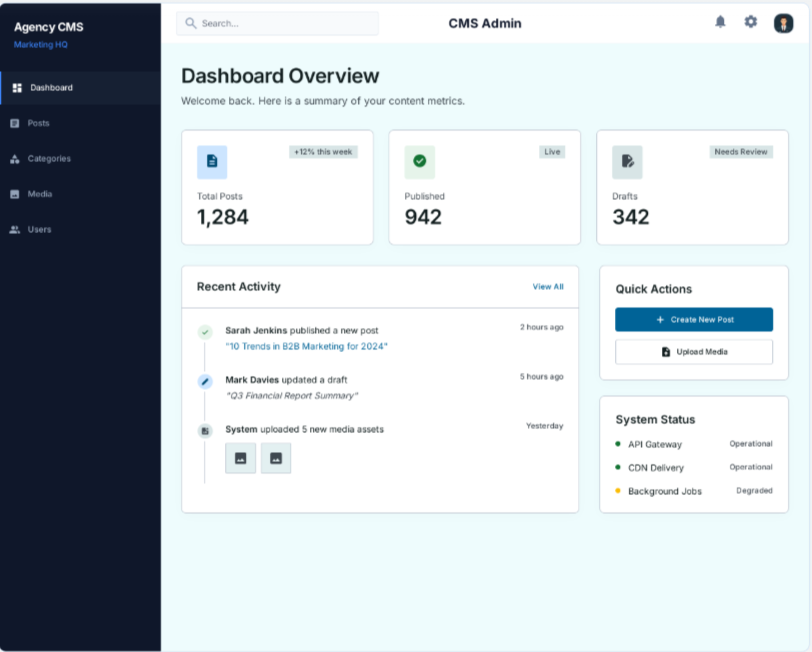 Agency CMS
Marketing HQ
Dashboard
Posts
Categories
Media
Users
Search...
CMS Admin
Dashboard Overview
Welcome back. Here is a summary of your content metrics.
+12% this week
Total Posts
1,284
Live
Published
942
Needs Review
Drafts
342
Recent Activity
View All
Sarah Jenkins published a new post
2 hours ago
"10 Trends in B2B Marketing for 2024"
Mark Davies updated a draft
5 hours ago
"Q3 Financial Report Summary"
System uploaded 5 new media assets
Yesterday
Quick Actions
+ Create New Post
Upload Media
System Status
API Gateway
Operational
CDN Delivery
Operational
Background Jobs
Degraded